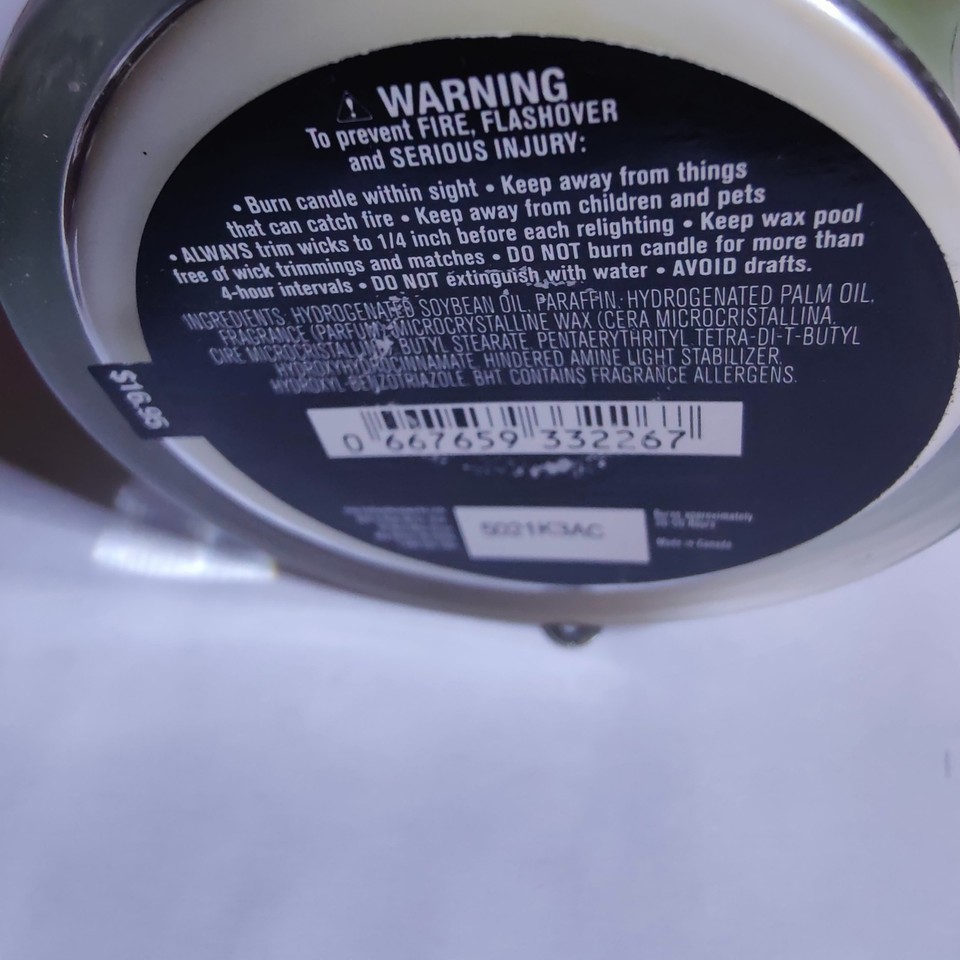 WARNING
To prevent FIRE, FLASHOVER
and SERIOUS INJURY:
• Burn candle within sight • Keep away from things
that can catch fire • Keep away from children and pets
• ALWAYS trim wicks to 1/4 inch before each relighting • Keep wax pool
free of wick trimmings and matches • DO NOT burn candle for more than
4-hour intervals • DO NOT extinguish with water • AVOID drafts.
INGREDIENTS: HYDROGENATED SOYBEAN OIL, PARAFFIN, HYDROGENATED PALM OIL,
FRAGRANCE (PARFUM), MICROCRYSTALLINE WAX (CERA MICROCRISTALLINA,
CIRE MICROCRISTALLINE), BUTYL STEARATE, PENTAERYTHRITYL TETRA-DI-T-BUTYL
HYDROXYHYDROCINNAMATE, HINDERED AMINE LIGHT STABILIZER,
HYDROXYL BENZOTRIAZOLE, BHT. CONTAINS FRAGRANCE ALLERGENS.
$16.95
0 667659 332267
5021K3AC
Burns approximately
Hours
Made in Canada